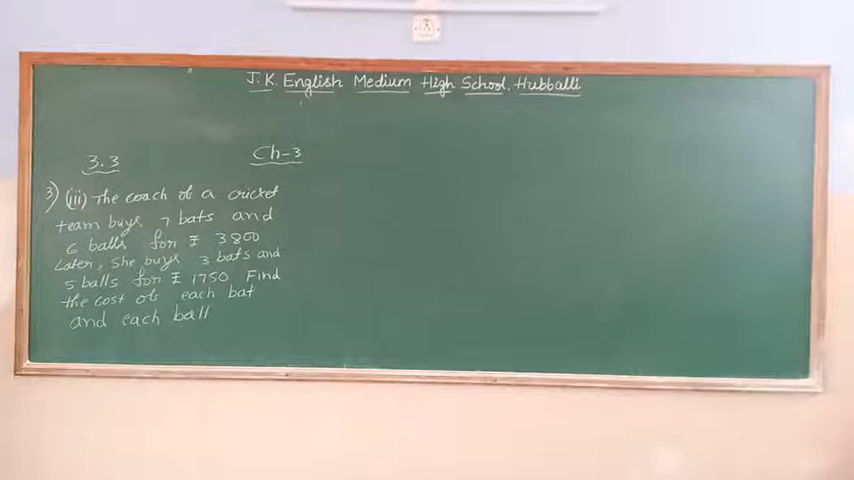 J.K. English Medium High School, Hubballi
3.3
Ch-3
3) (iii) The coach of a cricket
team buys 7 bats and
6 balls for ₹ 3800
Later, she buys 3 bats and
5 balls for ₹ 1750 Find
the cost of each bat
and each ball